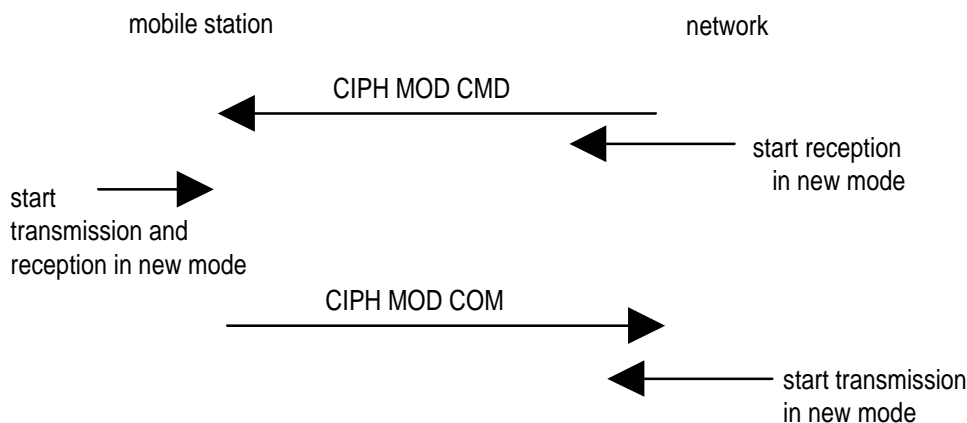 mobile station
network
CIPH MOD CMD
start reception
in new mode
start
transmission and
reception in new mode
CIPH MOD COM
start transmission
in new mode